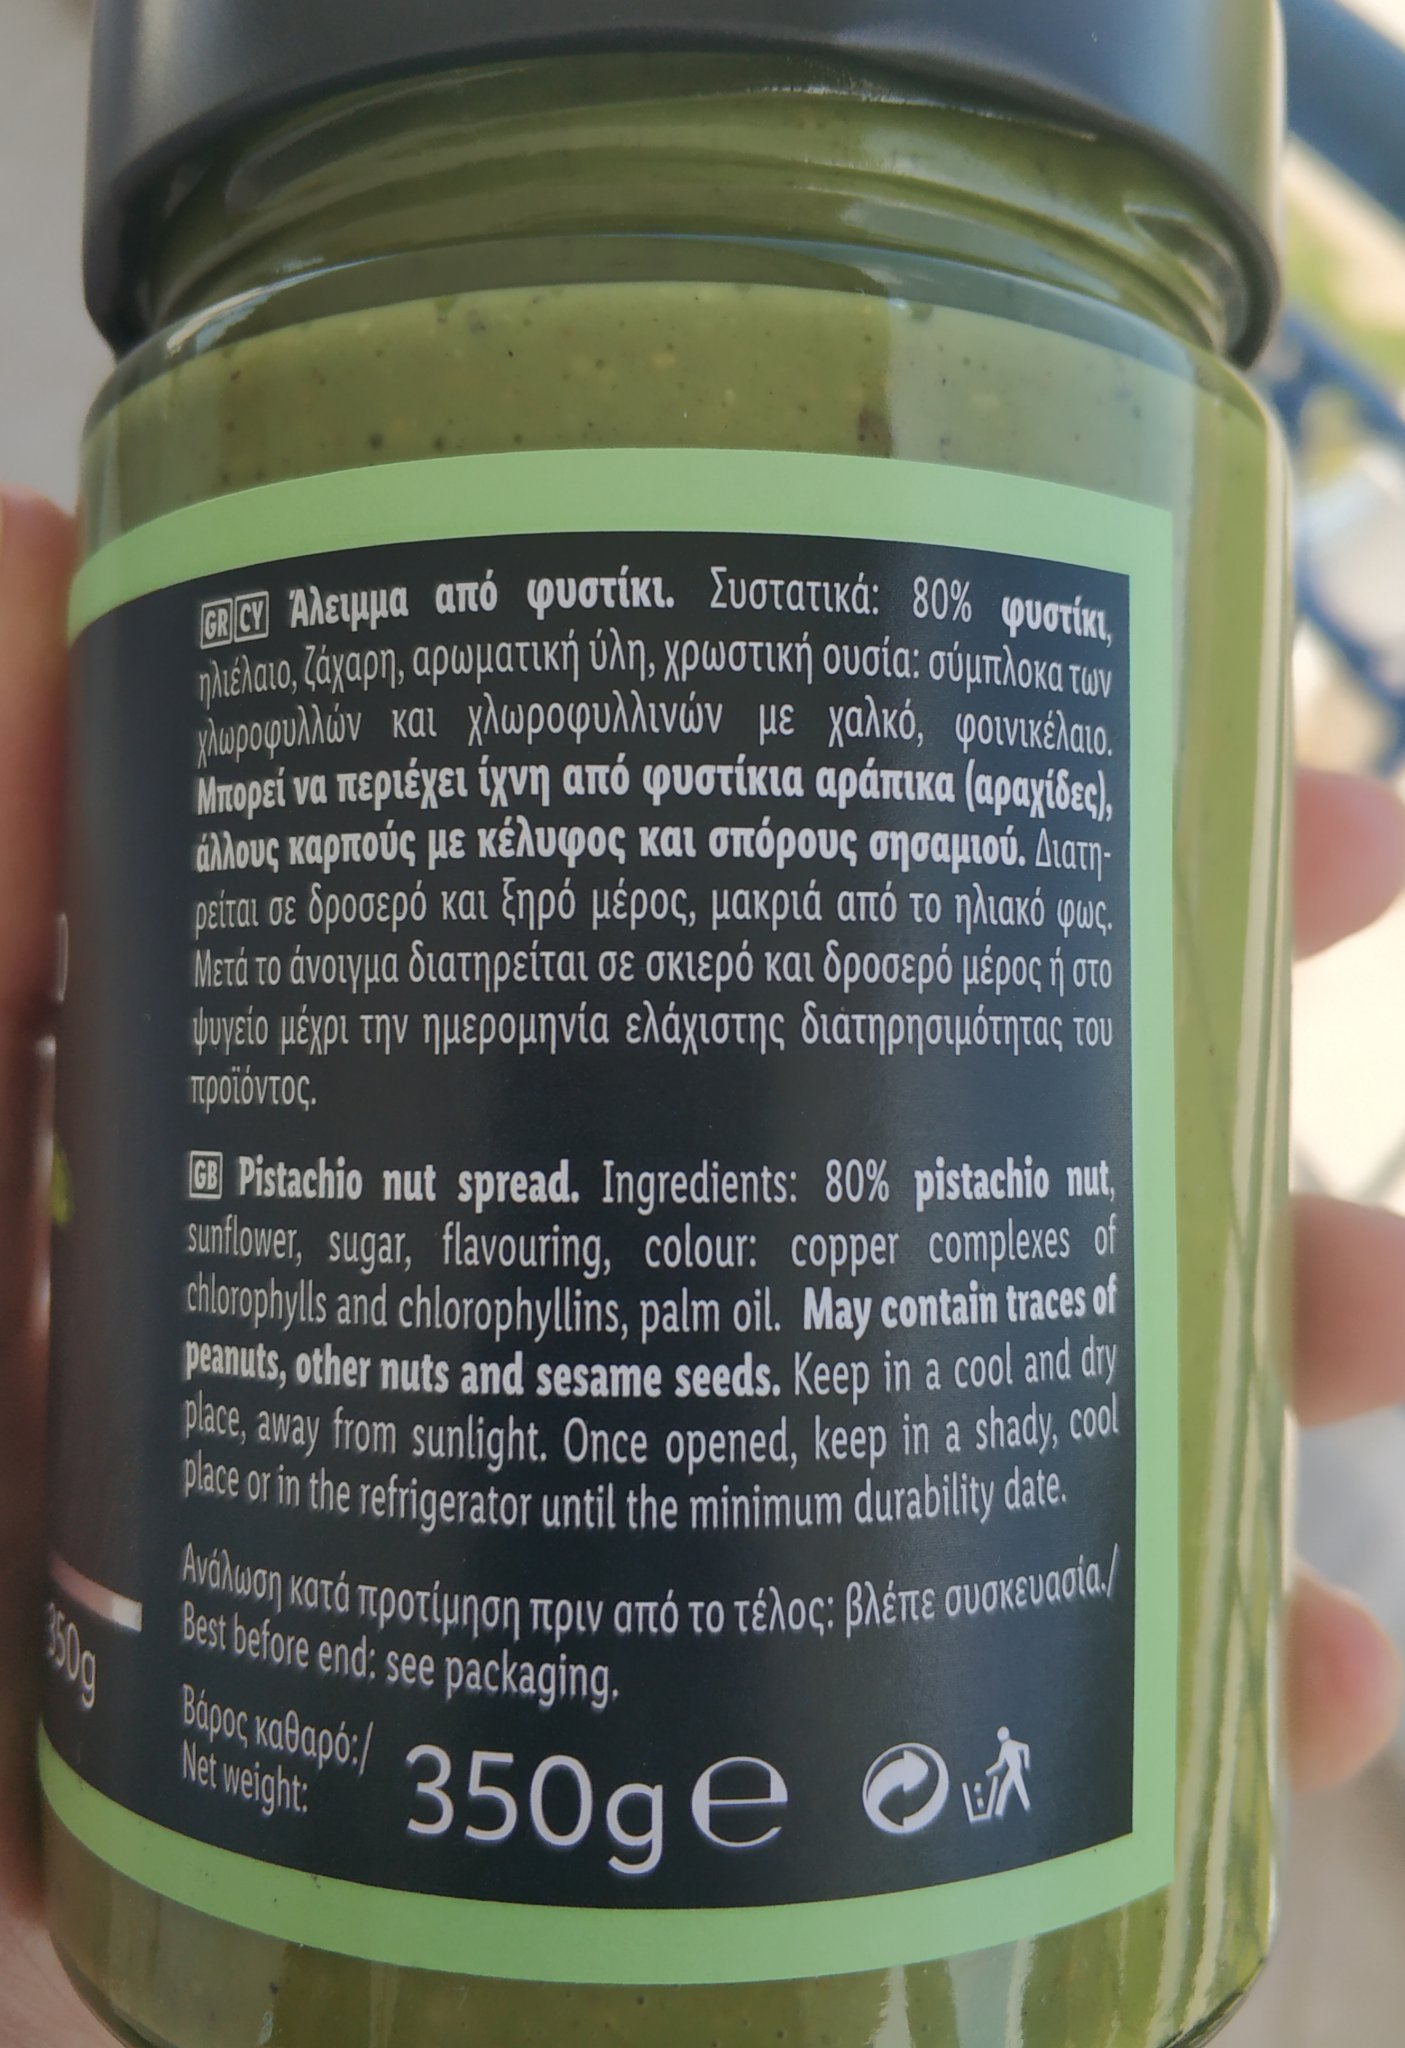 GR CY Άλειμμα από φυστίκι. Συστατικά: 80% φυστίκι,
ηλιέλαιο, ζάχαρη, αρωματική ύλη, χρωστική ουσία: σύμπλοκα των
χλωροφυλλών και χλωροφυλλινών με χαλκό, φοινικέλαιο.
Μπορεί να περιέχει ίχνη από φυστίκια αράπικα (αραχίδες),
άλλους καρπούς με κέλυφος και σπόρους σησαμιού. Διατη-
ρείται σε δροσερό και ξηρό μέρος, μακριά από το ηλιακό φως.
Μετά το άνοιγμα διατηρείται σε σκιερό και δροσερό μέρος ή στο
ψυγείο μέχρι την ημερομηνία ελάχιστης διατηρησιμότητας του
προϊόντος.
GB Pistachio nut spread. Ingredients: 80% pistachio nut,
sunflower, sugar, flavouring, colour: copper complexes of
chlorophylls and chlorophyllins, palm oil. May contain traces of
peanuts, other nuts and sesame seeds. Keep in a cool and dry
place, away from sunlight. Once opened, keep in a shady, cool
place or in the refrigerator until the minimum durability date.
Ανάλωση κατά προτίμηση πριν από το τέλος: βλέπε συσκευασία./
Best before end: see packaging.
Βάρος καθαρό:/
Net weight:
350g e
350g